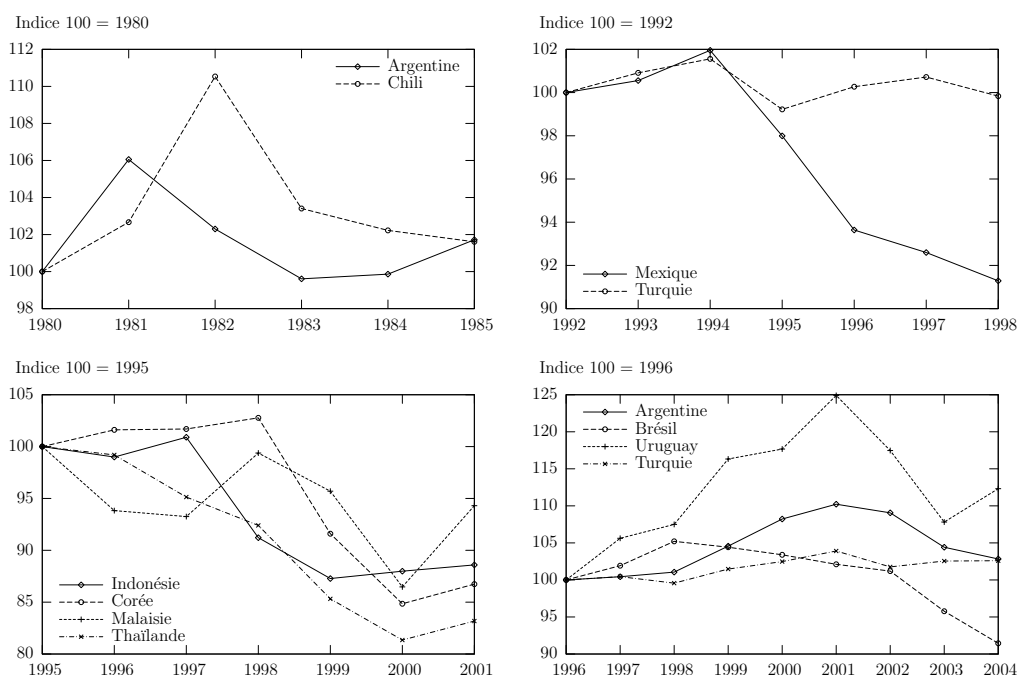 Indice 100 = 1980
112
110
108
106
104
102
100
98
1980 1981 1982 1983 1984 1985
Argentine
Chili
Indice 100 = 1992
102
100
98
96
94
92
90
1992 1993 1994 1995 1996 1997 1998
Mexique
Turquie
Indice 100 = 1995
105
100
95
90
85
80
1995 1996 1997 1998 1999 2000 2001
Indonésie
Corée
Malaisie
Thaïlande
Indice 100 = 1996
125
120
115
110
105
100
95
90
1996 1997 1998 1999 2000 2001 2002 2003 2004
Argentine
Brésil
Uruguay
Turquie